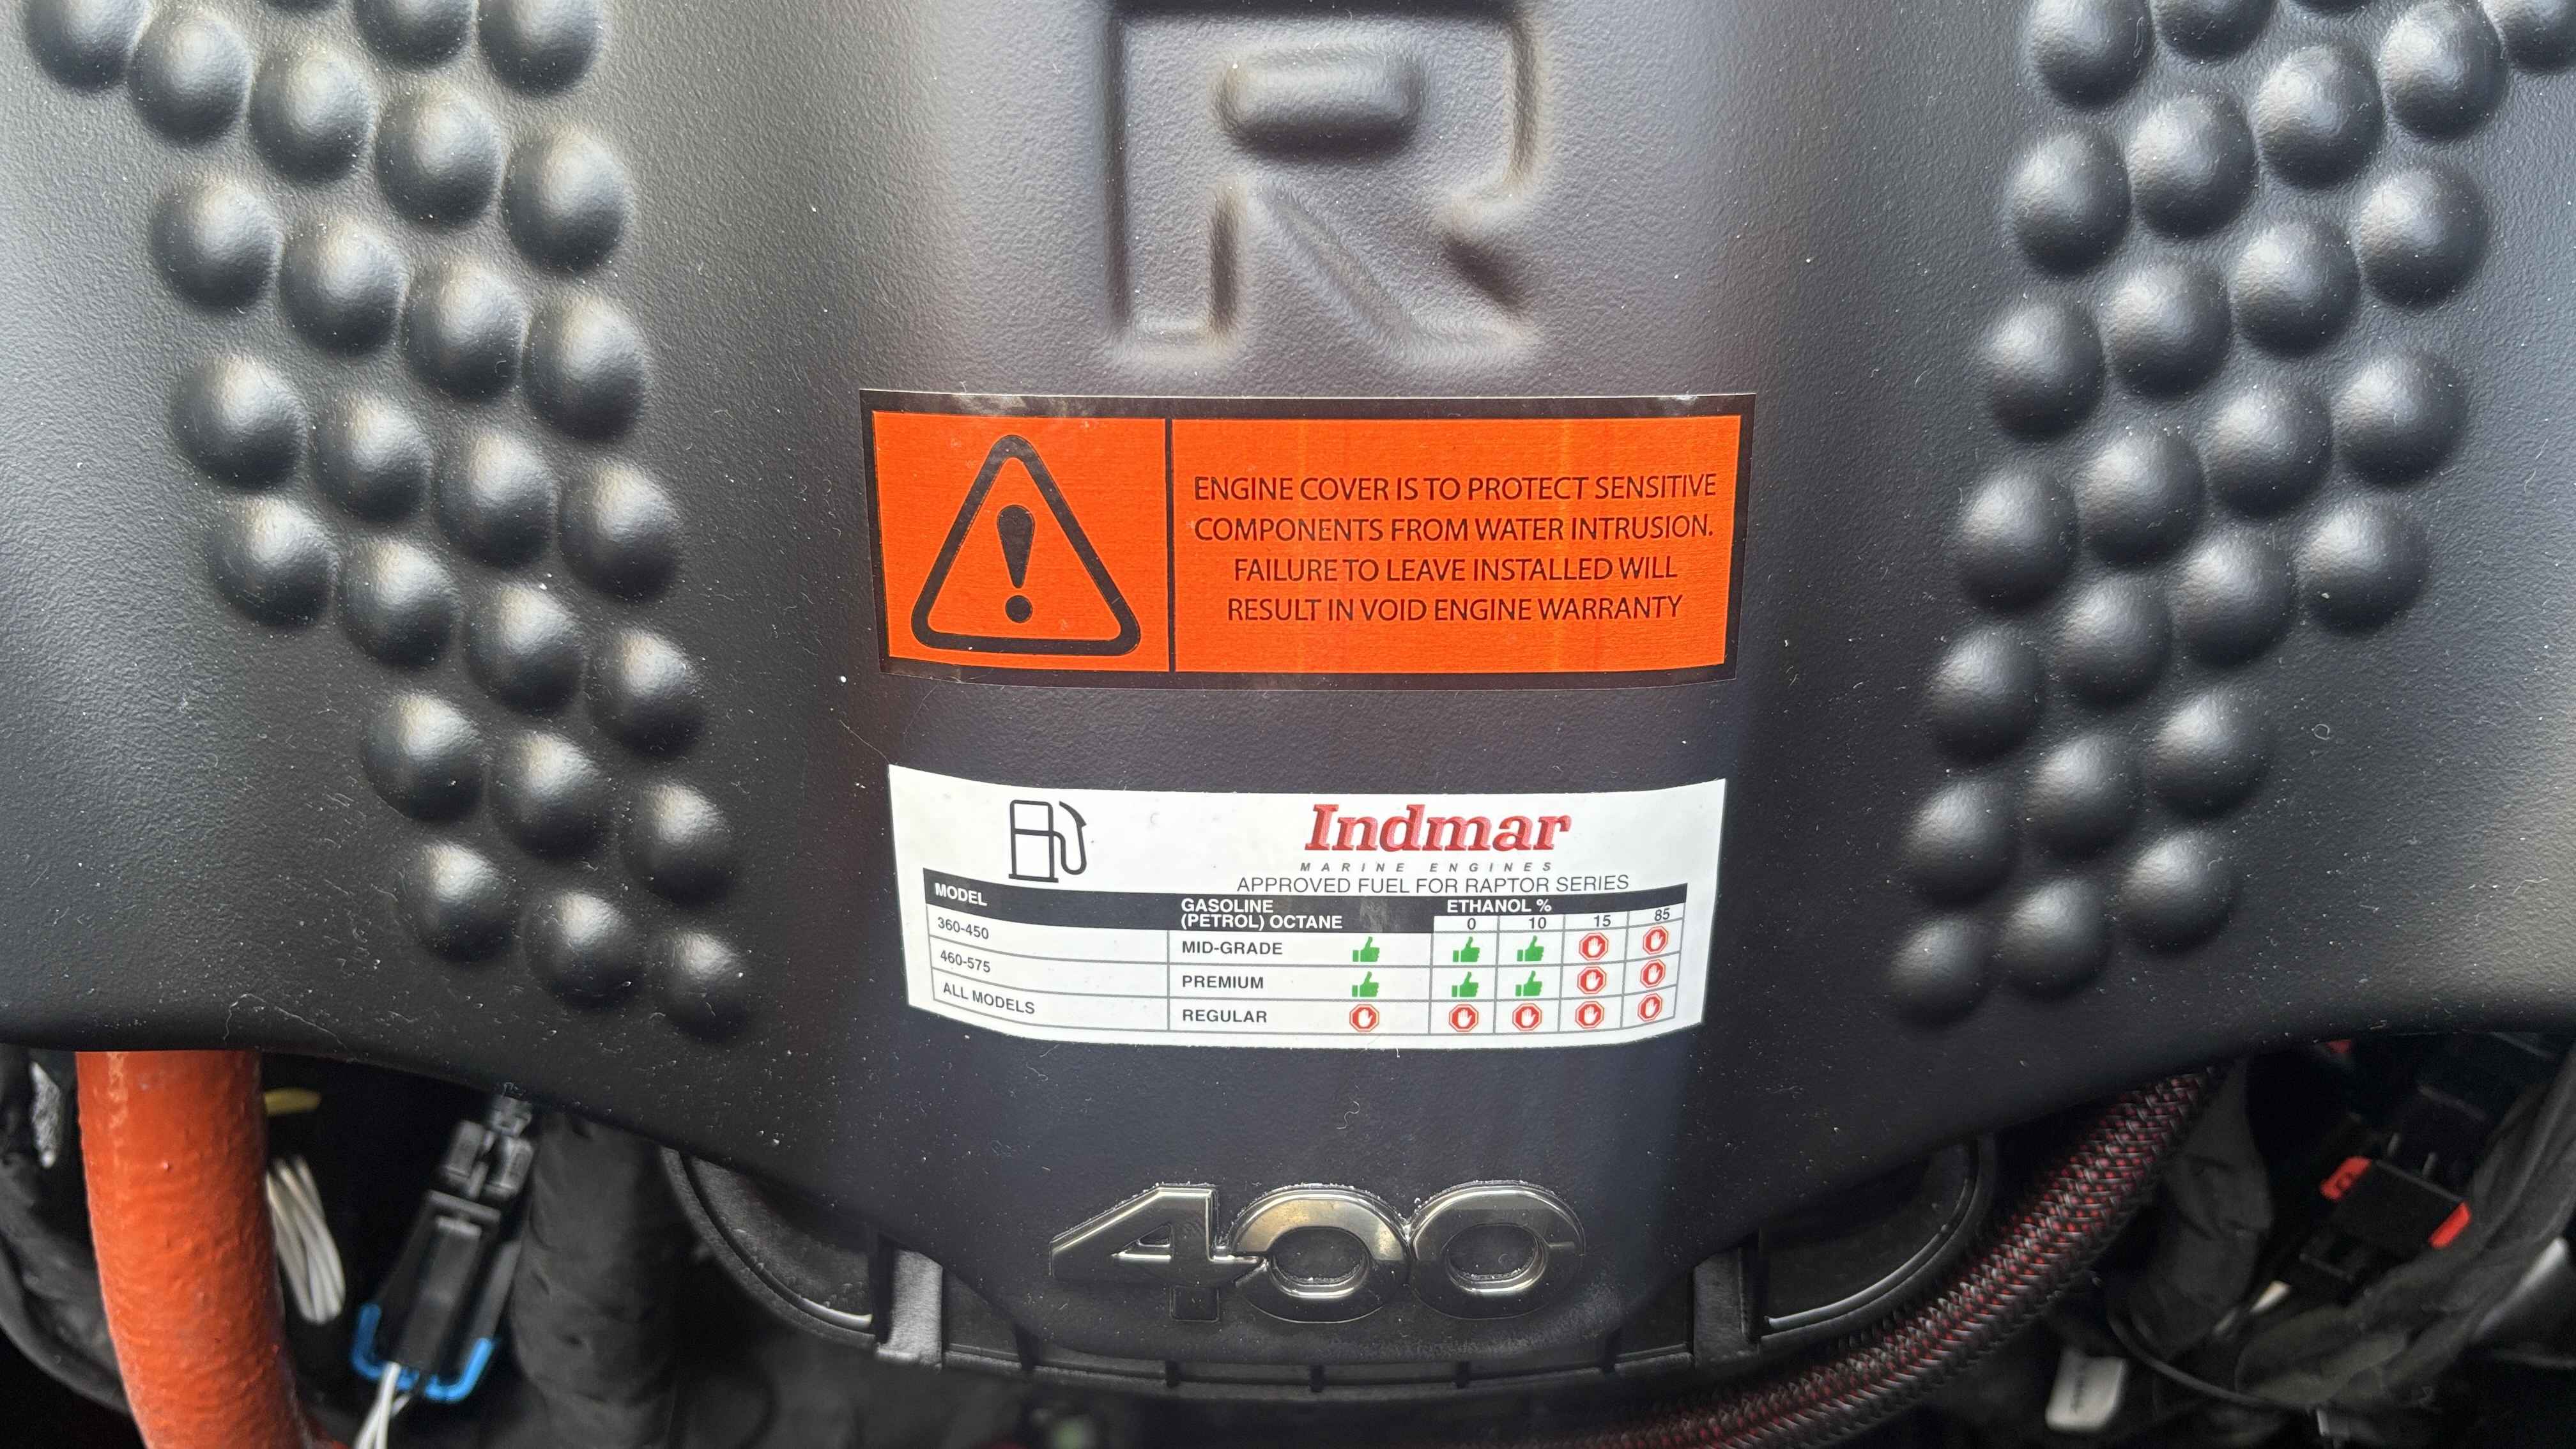 R
ENGINE COVER IS TO PROTECT SENSITIVE
COMPONENTS FROM WATER INTRUSION.
FAILURE TO LEAVE INSTALLED WILL
RESULT IN VOID ENGINE WARRANTY
Indmar
MARINE ENGINES
APPROVED FUEL FOR RAPTOR SERIES
MODEL GASOLINE (PETROL) OCTANE ETHANOL %
0 10 15 85
360-450 MID-GRADE
460-575 PREMIUM
ALL MODELS REGULAR
400